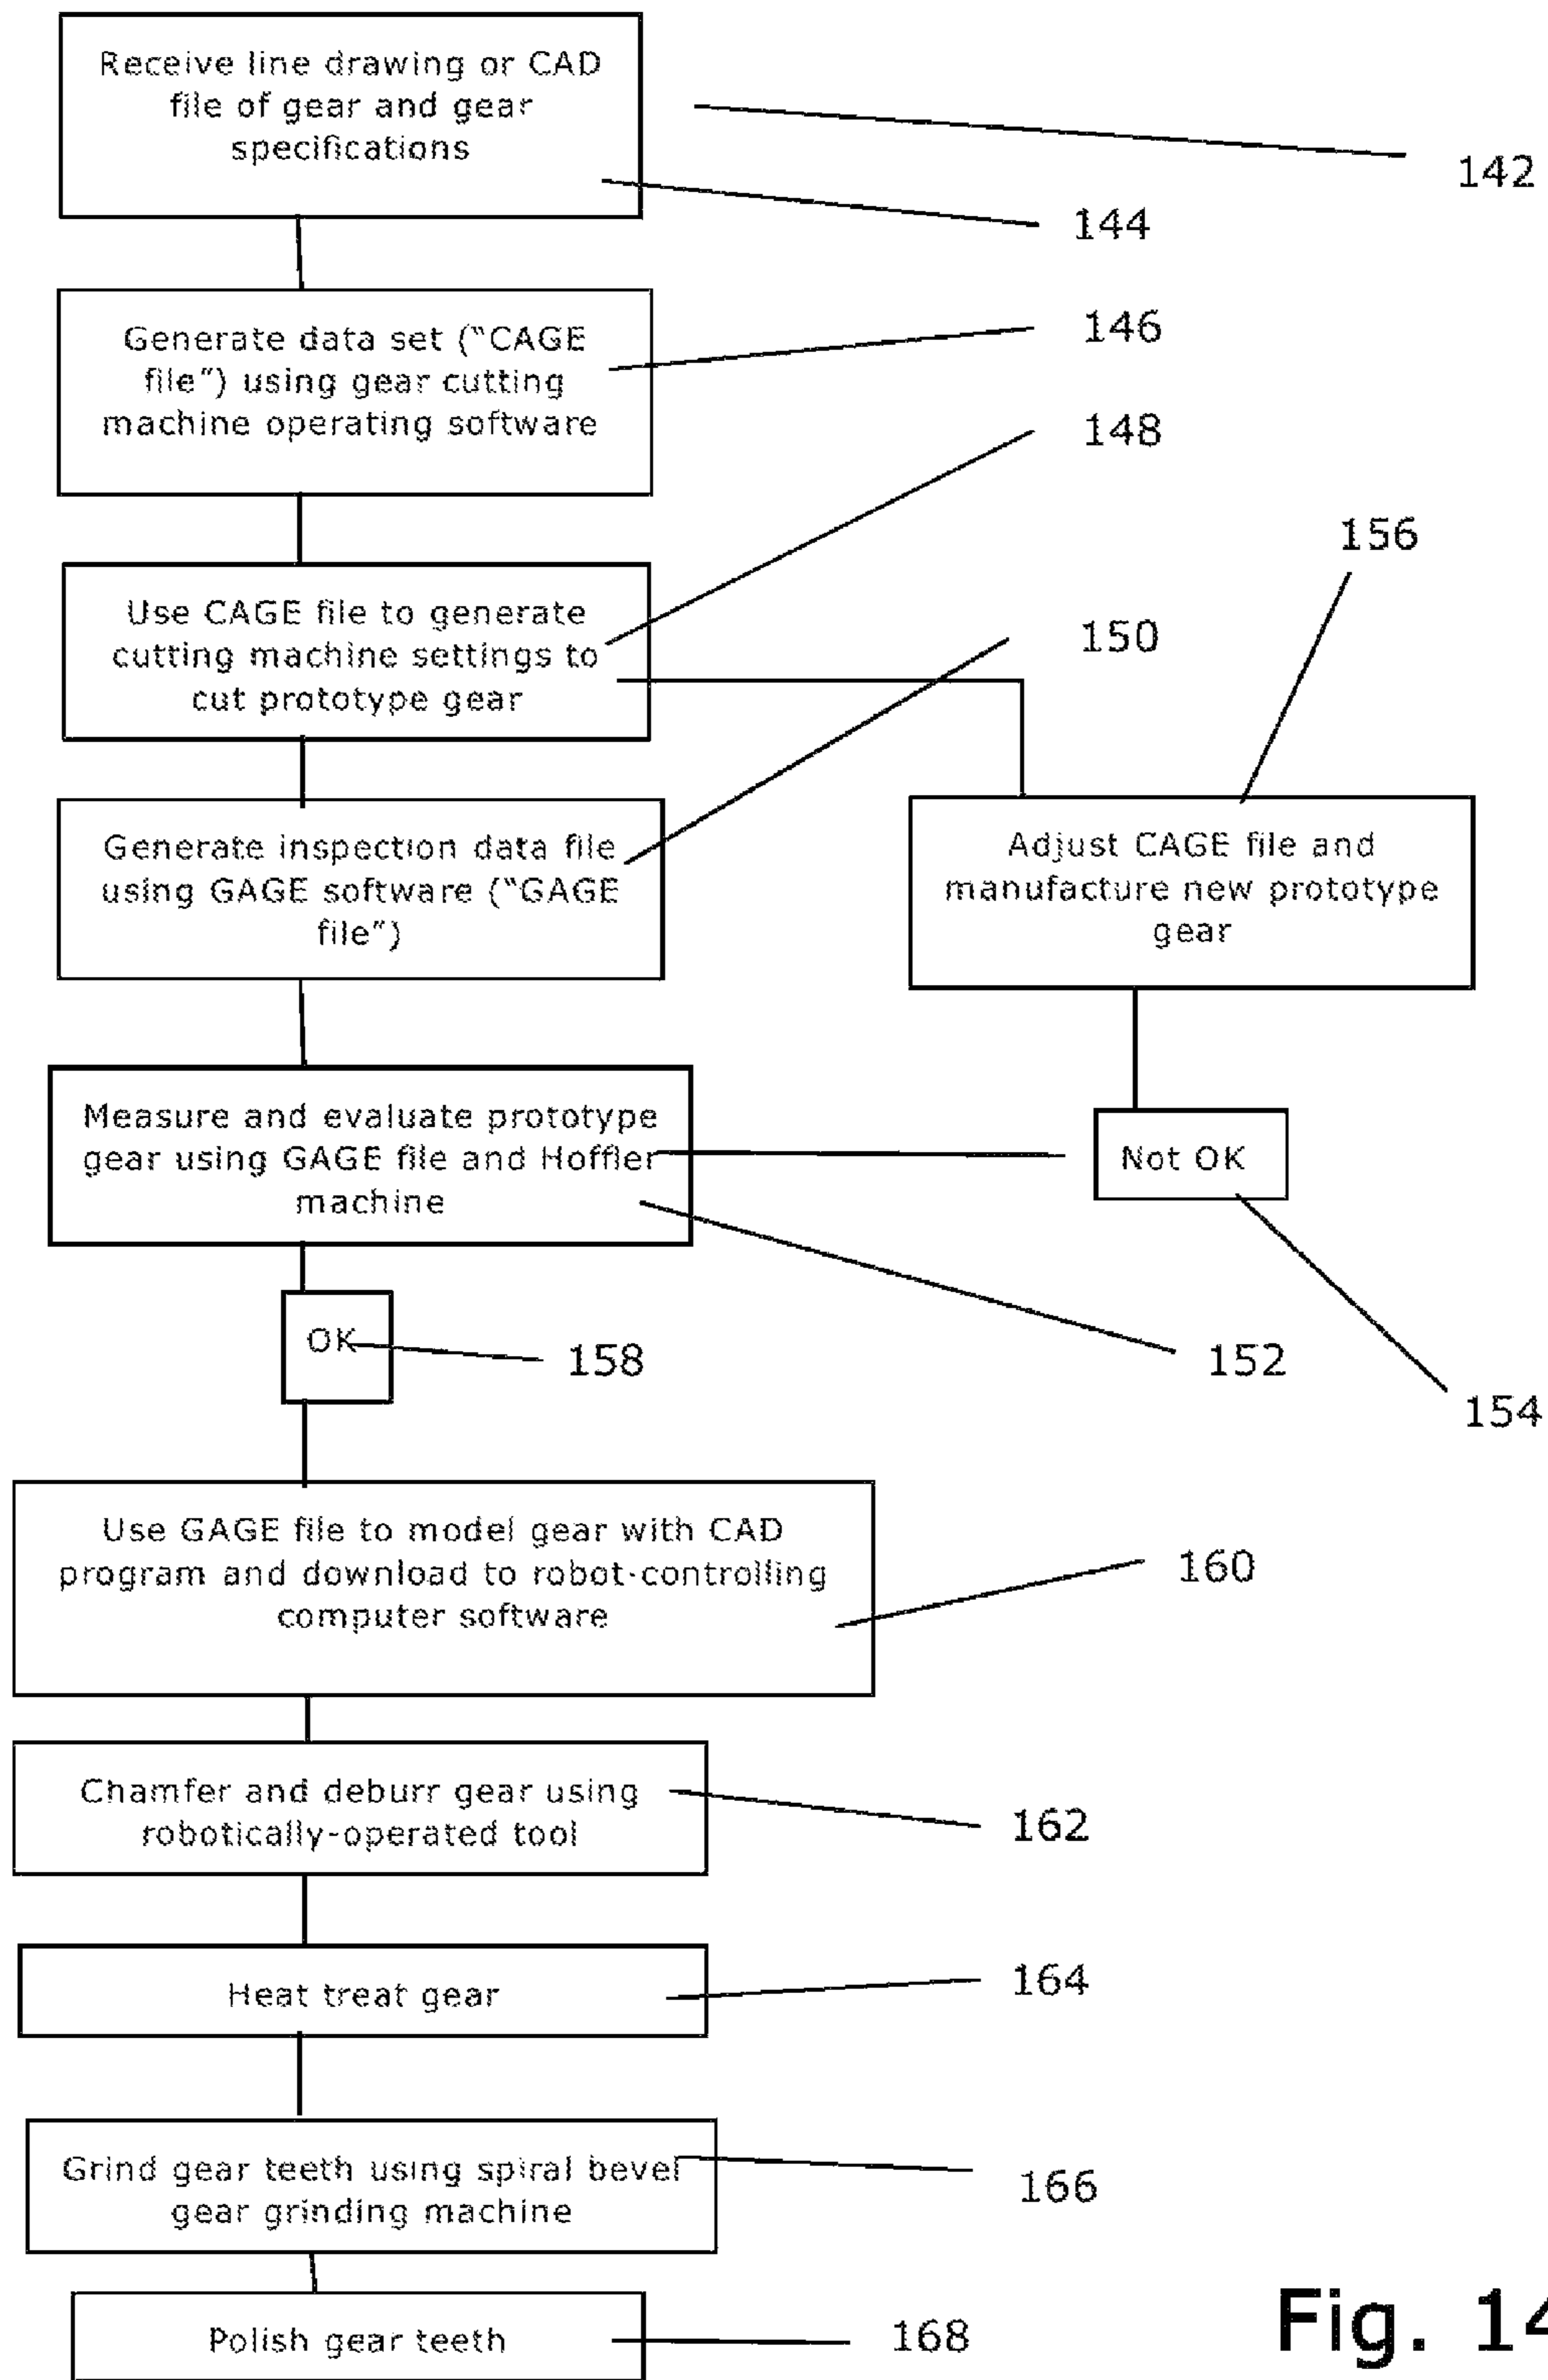 Receive line drawing or CAD
file of gear and gear
specifications
142
144
Generate data set ("CAGE
file") using gear cutting
machine operating software
146
148
Use CAGE file to generate
cutting machine settings to
cut prototype gear
156
150
Generate inspection data file
using GAGE software ("GAGE
file")
Adjust CAGE file and
manufacture new prototype
gear
Measure and evaluate prototype
gear using GAGE file and Hoffler
machine
Not OK
OK
158
152
154
Use GAGE file to model gear with CAD
program and download to robot-controlling
computer software
160
Chamfer and deburr gear using
robotically-operated tool
162
Heat treat gear
164
Grind gear teeth using spiral bevel
gear grinding machine
166
Polish gear teeth
168
Fig. 14